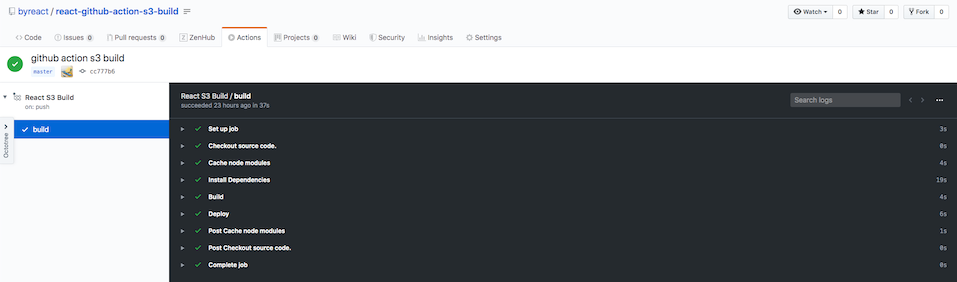 byreact / react-github-action-s3-build
Watch 0 Star 0 Fork 0
Code Issues 0 Pull requests 0 ZenHub Actions Projects 0 Wiki Security Insights Settings
github action s3 build
master cc777b6
React S3 Build
on: push
build
Octotree
React S3 Build / build
succeeded 23 hours ago in 37s
Search logs
Set up job 3s
Checkout source code. 0s
Cache node modules 4s
Install Dependencies 19s
Build 4s
Deploy 6s
Post Cache node modules 1s
Post Checkout source code. 0s
Complete job 0s